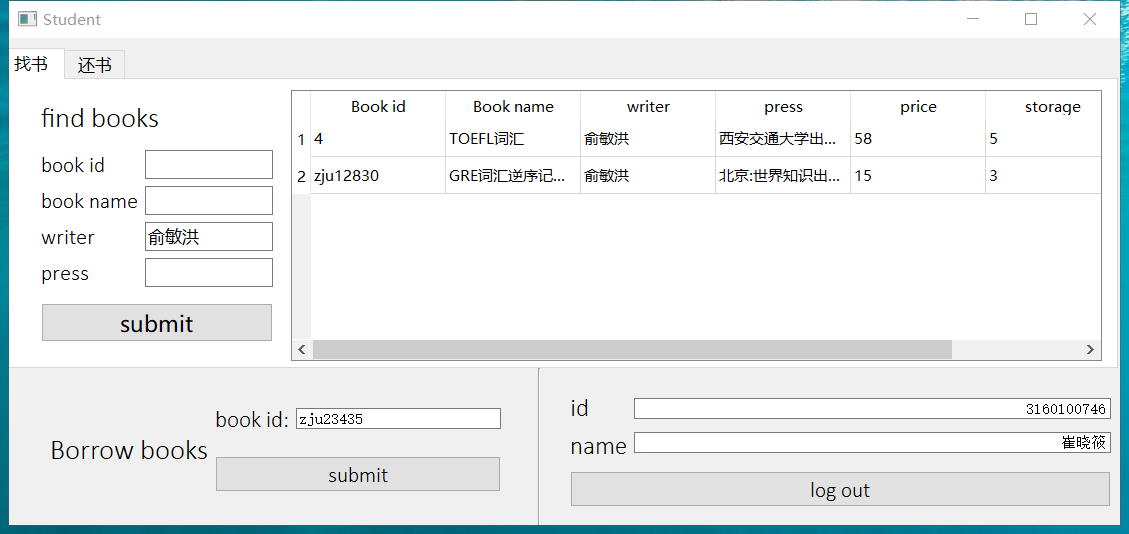 Student
找书 还书
find books
book id
book name
writer 俞敏洪
press
submit
Book id Book name writer press price storage
1 4 TOEFL词汇 俞敏洪 西安交通大学出... 58 5
2 zju12830 GRE词汇逆序记... 俞敏洪 北京:世界知识出... 15 3
Borrow books
book id: zju23435
submit
id 3160100746
name 崔晓筱
log out